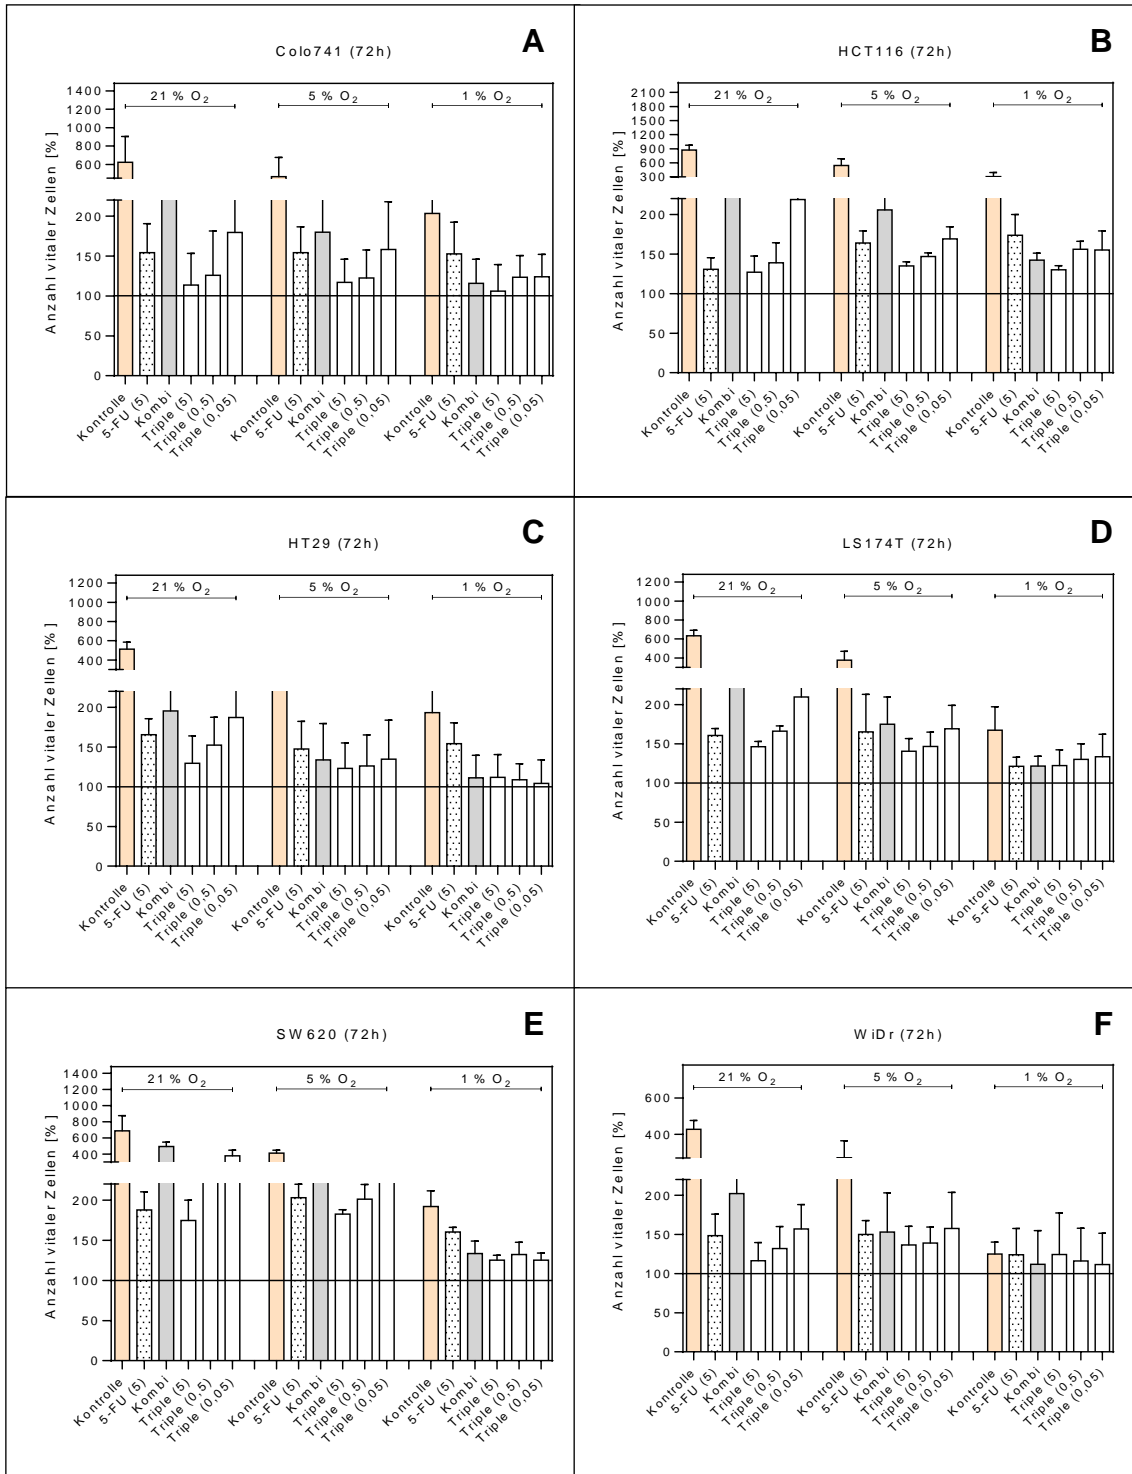 A
Colo741 (72h)
Anzahl vitaler Zellen [%]
1400
1200
1000
800
600
200
150
100
50
0
21 % O2
5 % O2
1 % O2
Kontrolle
5-FU (5)
Kombi
Triple (5)
Triple (0,5)
Triple (0,05)
Kontrolle
5-FU (5)
Kombi
Triple (5)
Triple (0,5)
Triple (0,05)
Kontrolle
5-FU (5)
Kombi
Triple (5)
Triple (0,5)
Triple (0,05)
B
HCT116 (72h)
Anzahl vitaler Zellen [%]
2100
1800
1500
1200
900
600
300
200
150
100
50
0
21 % O2
5 % O2
1 % O2
Kontrolle
5-FU (5)
Kombi
Triple (5)
Triple (0,5)
Triple (0,05)
Kontrolle
5-FU (5)
Kombi
Triple (5)
Triple (0,5)
Triple (0,05)
Kontrolle
5-FU (5)
Kombi
Triple (5)
Triple (0,5)
Triple (0,05)
C
HT29 (72h)
Anzahl vitaler Zellen [%]
1200
1000
800
600
400
200
150
100
50
0
21 % O2
5 % O2
1 % O2
Kontrolle
5-FU (5)
Kombi
Triple (5)
Triple (0,5)
Triple (0,05)
Kontrolle
5-FU (5)
Kombi
Triple (5)
Triple (0,5)
Triple (0,05)
Kontrolle
5-FU (5)
Kombi
Triple (5)
Triple (0,5)
Triple (0,05)
D
LS174T (72h)
Anzahl vitaler Zellen [%]
1200
1000
800
600
400
200
150
100
50
0
21 % O2
5 % O2
1 % O2
Kontrolle
5-FU (5)
Kombi
Triple (5)
Triple (0,5)
Triple (0,05)
Kontrolle
5-FU (5)
Kombi
Triple (5)
Triple (0,5)
Triple (0,05)
Kontrolle
5-FU (5)
Kombi
Triple (5)
Triple (0,5)
Triple (0,05)
E
SW620 (72h)
Anzahl vitaler Zellen [%]
1400
1200
1000
800
600
400
200
150
100
50
0
21 % O2
5 % O2
1 % O2
Kontrolle
5-FU (5)
Kombi
Triple (5)
Triple (0,5)
Triple (0,05)
Kontrolle
5-FU (5)
Kombi
Triple (5)
Triple (0,5)
Triple (0,05)
Kontrolle
5-FU (5)
Kombi
Triple (5)
Triple (0,5)
Triple (0,05)
F
WiDr (72h)
Anzahl vitaler Zellen [%]
600
400
200
150
100
50
0
21 % O2
5 % O2
1 % O2
Kontrolle
5-FU (5)
Kombi
Triple (5)
Triple (0,5)
Triple (0,05)
Kontrolle
5-FU (5)
Kombi
Triple (5)
Triple (0,5)
Triple (0,05)
Kontrolle
5-FU (5)
Kombi
Triple (5)
Triple (0,5)
Triple (0,05)